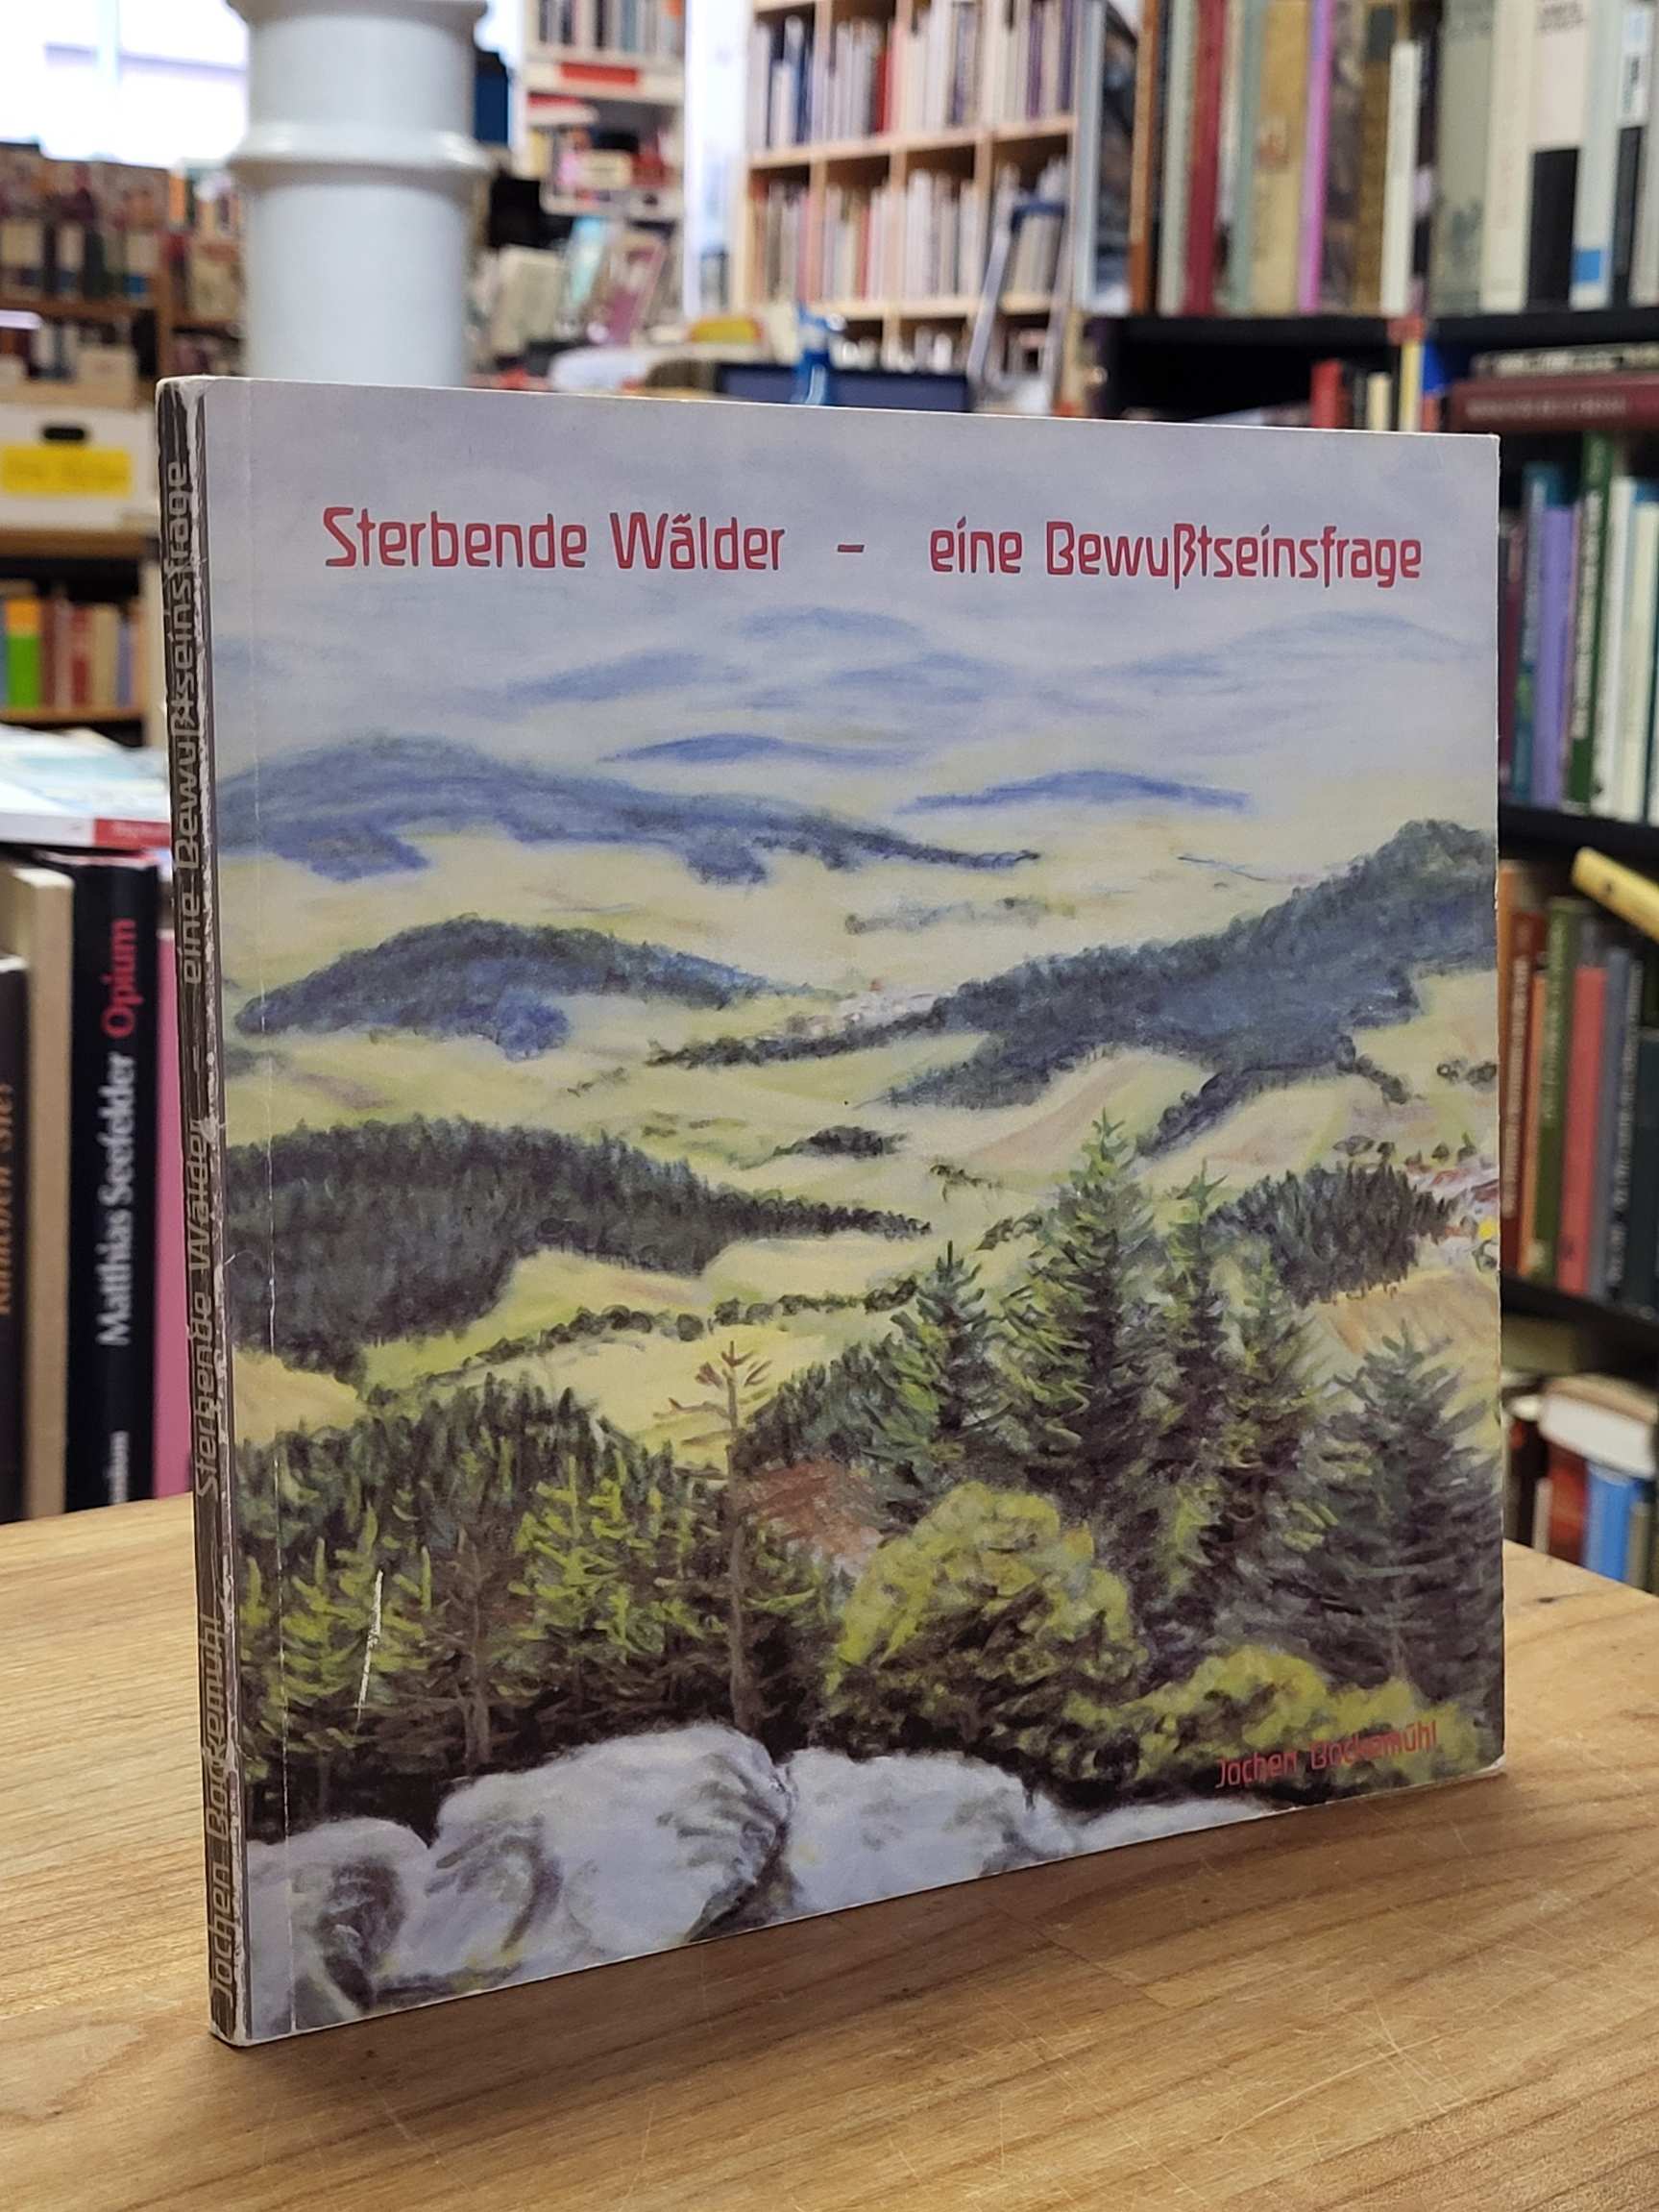 Sterbende Wälder – eine Bewußtseinsfrage
Jochen Bockemühl
Jochen Bockemühl Sterbende Wälder – eine Bewußtseinsfrage
Matthias Seefelder Opium